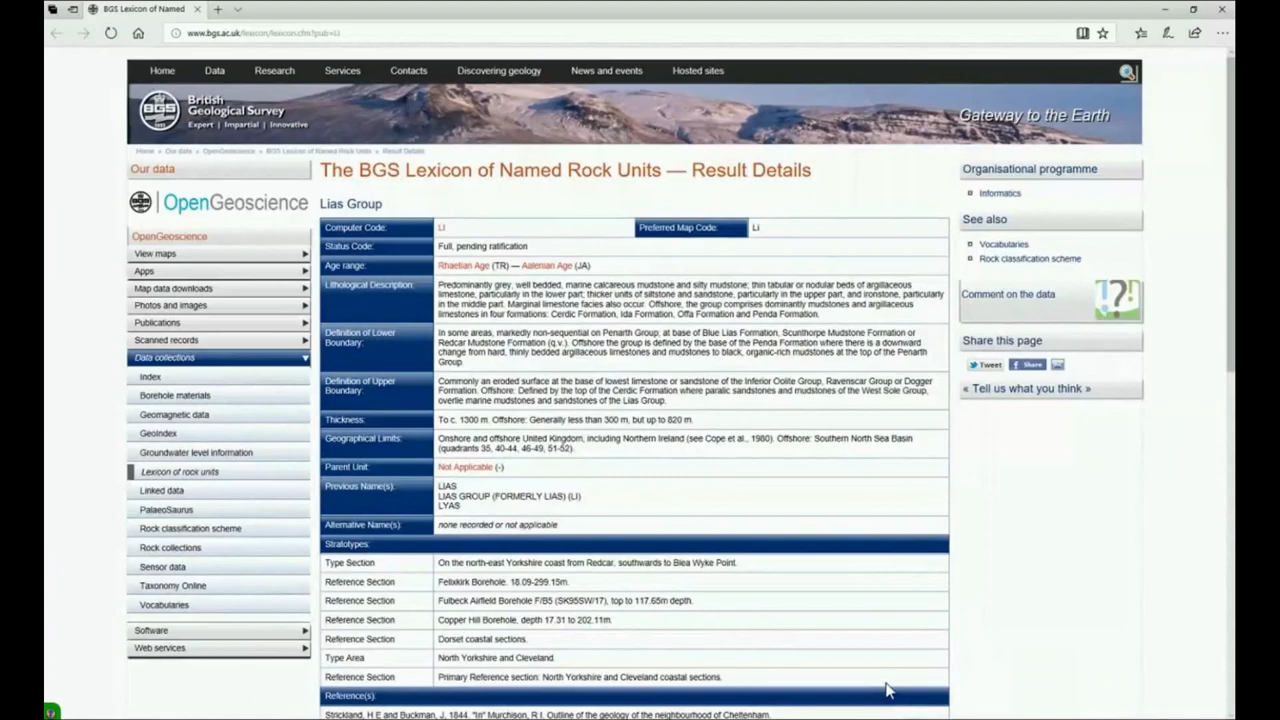 BGS Lexicon of Named
www.bgs.ac.uk/lexicon/lexicon.cfm?pub=LI
Home Data Research Services Contacts Discovering geology News and events Hosted sites
BGS
British
Geological Survey
Expert | Impartial | Innovative
Gateway to the Earth
Home » Our data » OpenGeoscience » BGS Lexicon of Named Rock Units » Result Details
Our data
OpenGeoscience
OpenGeoscience
View maps
Apps
Map data downloads
Photos and images
Publications
Scanned records
Data collections
Index
Borehole materials
Geomagnetic data
GeoIndex
Groundwater level information
Lexicon of rock units
Linked data
PalaeoSaurus
Rock classification scheme
Rock collections
Sensor data
Taxonomy Online
Vocabularies
Software
Web services
The BGS Lexicon of Named Rock Units — Result Details
Lias Group
Computer Code: LI Preferred Map Code: Li
Status Code: Full, pending ratification
Age range: Rhaetian Age (TR) — Aalenian Age (JA)
Lithological Description: Predominantly grey, well bedded, marine calcareous mudstone and silty mudstone; thin tabular or nodular beds of argillaceous
limestone, particularly in the lower part; thicker units of siltstone and sandstone, particularly in the upper part, and ironstone, particularly
in the middle part. Marginal limestone facies also occur. Offshore, the group comprises dominantly mudstones and argillaceous
limestones in four formations: Cerdic Formation, Ida Formation, Offa Formation and Penda Formation.
Definition of Lower Boundary: In some areas, markedly non-sequential on Penarth Group; at base of Blue Lias Formation, Scunthorpe Mudstone Formation or
Redcar Mudstone Formation (q.v.). Offshore the group is defined by the base of the Penda Formation where there is a downward
change from hard, thinly bedded argillaceous limestones and mudstones to black, organic-rich mudstones at the top of the Penarth
Group.
Definition of Upper Boundary: Commonly an eroded surface at the base of lowest limestone or sandstone of the Inferior Oolite Group, Ravenscar Group or Dogger
Formation. Offshore: Defined by the top of the Cerdic Formation where paralic sandstones and mudstones of the West Sole Group,
overlie marine mudstones and sandstones of the Lias Group.
Thickness: To c. 1300 m. Offshore: Generally less than 300 m, but up to 820 m.
Geographical Limits: Onshore and offshore United Kingdom, including Northern Ireland (see Cope et al., 1980). Offshore: Southern North Sea Basin
(quadrants 35, 40-44, 46-49, 51-52).
Parent Unit: Not Applicable (-)
Previous Name(s): LIAS
LIAS GROUP (FORMERLY LIAS) (LI)
LYAS
Alternative Name(s): none recorded or not applicable
Stratotypes:
Type Section On the north-east Yorkshire coast from Redcar, southwards to Blea Wyke Point.
Reference Section Felixkirk Borehole. 18.09-299.15m.
Reference Section Fulbeck Airfield Borehole F/B5 (SK95SW/17), top to 117.65m depth.
Reference Section Copper Hill Borehole, depth 17.31 to 202.11m.
Reference Section Dorset coastal sections.
Type Area North Yorkshire and Cleveland.
Reference Section Primary Reference section: North Yorkshire and Cleveland coastal sections.
Reference(s):
Strickland, H E and Buckman, J. 1844. "In" Murchison, R I. Outline of the geology of the neighbourhood of Cheltenham.
Organisational programme
Informatics
See also
Vocabularies
Rock classification scheme
Comment on the data
!?
Share this page
Tweet Share
« Tell us what you think »